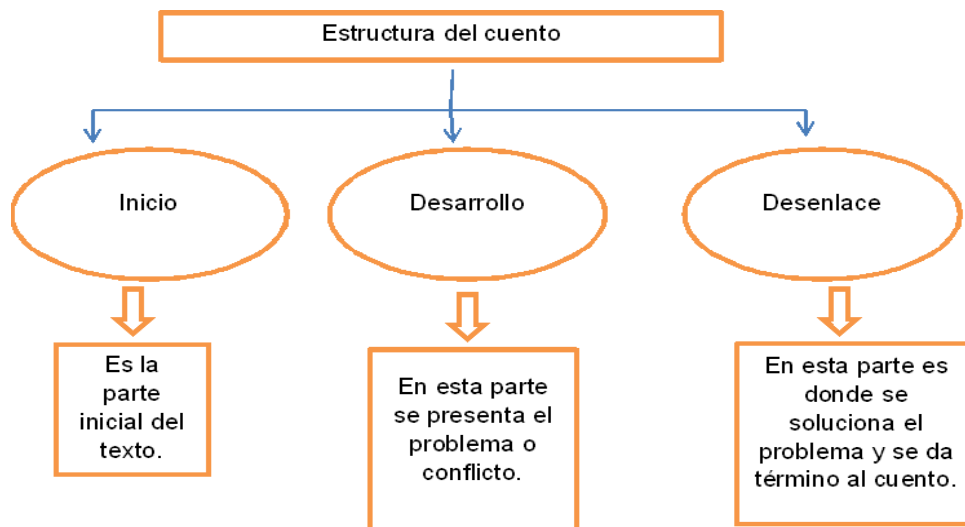 Estructura del cuento
Inicio
Desarrollo
Desenlace
Es la
parte
inicial del
texto.
En esta parte
se presenta el
problema o
conflicto.
En esta parte es
donde se
soluciona el
problema y se da
término al cuento.